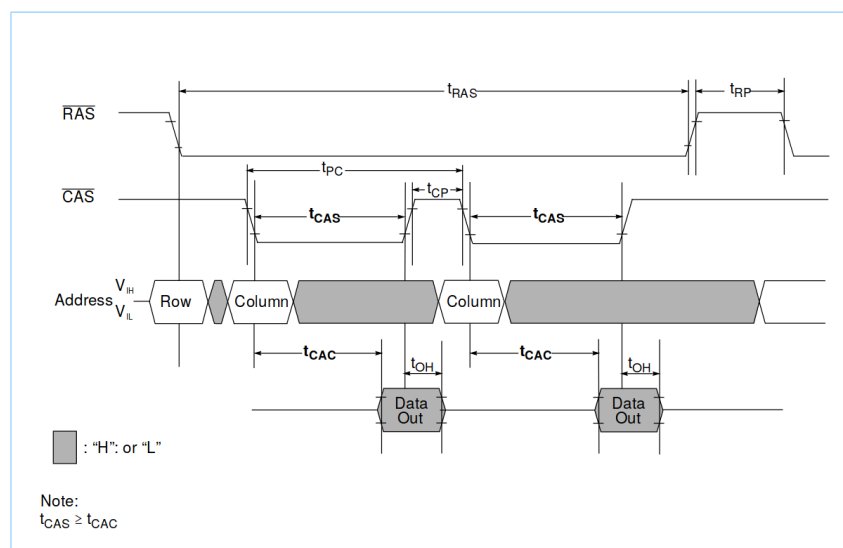 tRAS
tRP
RAS
tPC
CAS
tCP
tCAS
tCAS
Address
VIH
VIL
Row
Column
Column
tCAC
tCAC
tOH
tOH
Data
Out
Data
Out
: “H”: or “L”
Note:
tCAS ≥ tCAC